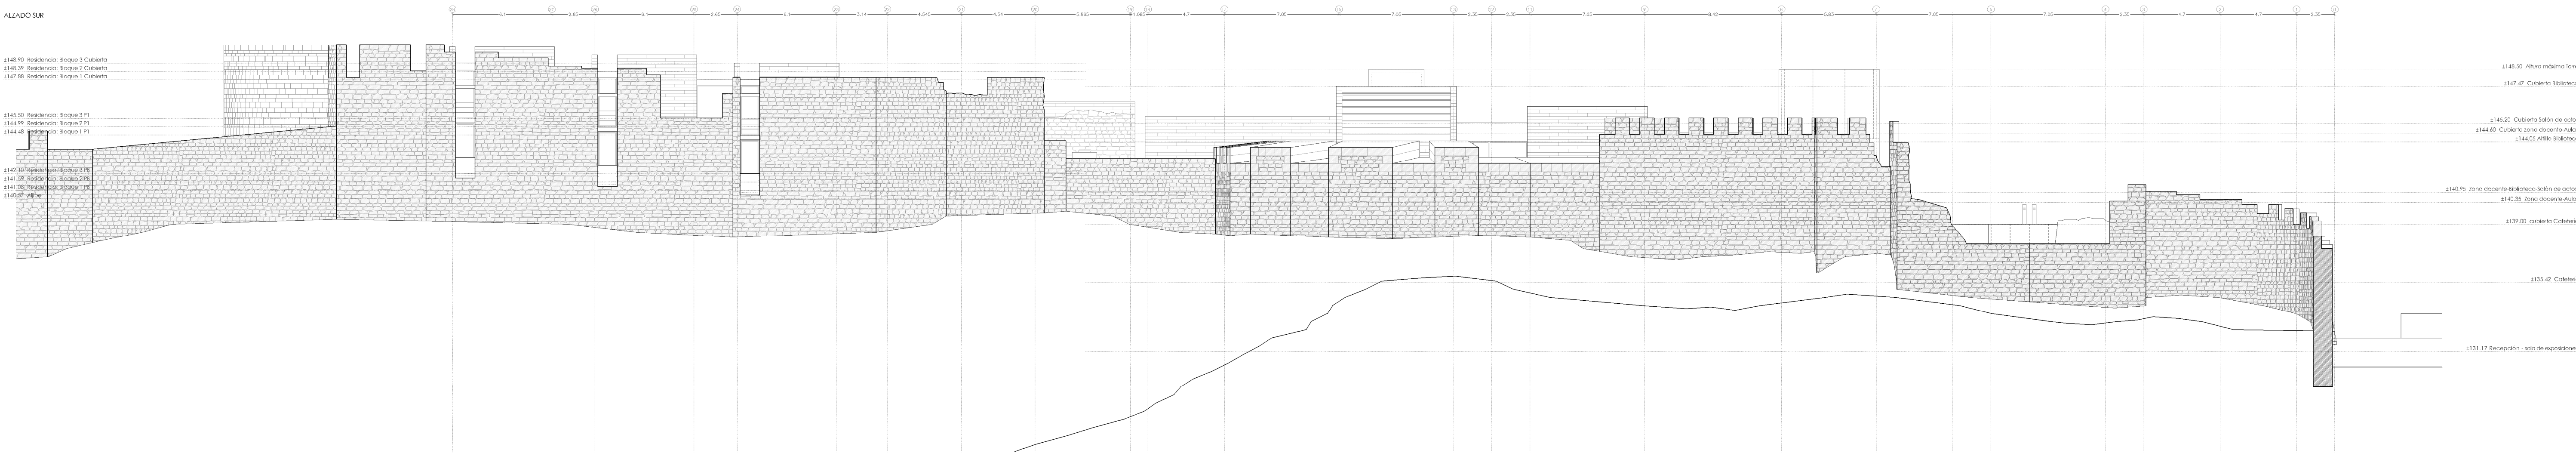 ALZADO SUR
6.1 2.65 6.1 2.65 6.1 3.14 4.545 4.54 5.865 1.085 4.7 7.05 7.05 2.35 2.35 7.05 8.42 5.83 7.05 7.05 2.35 4.7 4.7 2.35
±148.90 Residencia: Bloque 3 Cubierta
±148.39 Residencia: Bloque 2 Cubierta
±147.88 Residencia: Bloque 1 Cubierta
±145.50 Residencia: Bloque 3 P1
±144.99 Residencia: Bloque 2 P1
±144.48 Residencia: Bloque 1 P1
±148.50 Altura máxima Torre
±147.47 Cubierta Biblioteca
±145.20 Cubierta Salón de actos
±144.60 Cubierta zona docente-Aula
±144.05 Altillo Biblioteca
±140.95 Zona docente-Biblioteca-Salón de actos
±140.35 Zona docente-Aula
±139.00 cubierta Cafetería
±135.42 Cafetería
±131.17 Recepción - sala de exposiciones